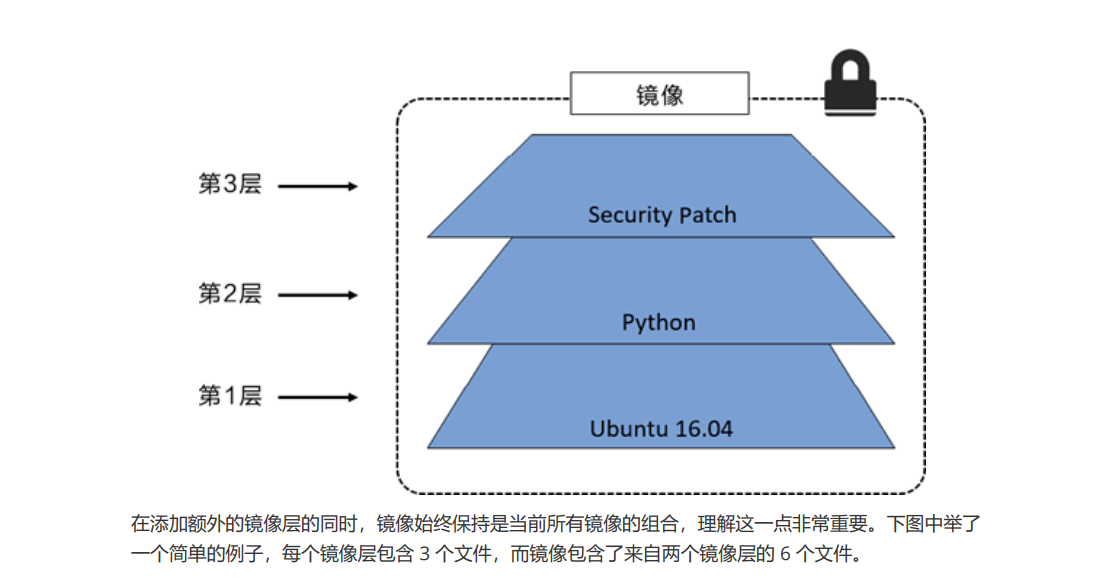 镜像
第3层
Security Patch
第2层
Python
第1层
Ubuntu 16.04
在添加额外的镜像层的同时，镜像始终保持是当前所有镜像的组合，理解这一点非常重要。下图中举了
一个简单的例子，每个镜像层包含 3 个文件，而镜像包含了来自两个镜像层的 6 个文件。